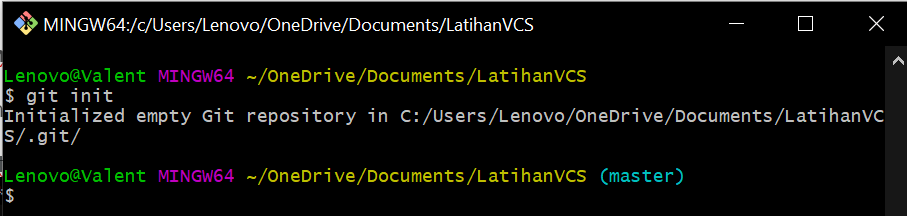 MINGW64:/c/Users/Lenovo/OneDrive/Documents/LatihanVCS
Lenovo@Valent MINGW64 ~/OneDrive/Documents/LatihanVCS
$ git init
Initialized empty Git repository in C:/Users/Lenovo/OneDrive/Documents/LatihanVC
S/.git/
Lenovo@Valent MINGW64 ~/OneDrive/Documents/LatihanVCS (master)
$